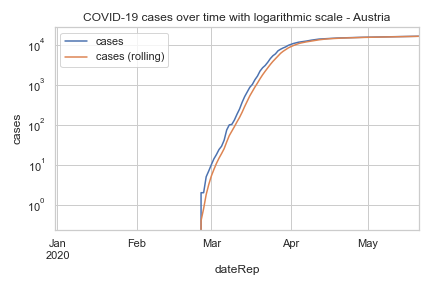 COVID-19 cases over time with logarithmic scale - Austria
cases
cases (rolling)
10⁴
10³
10²
10¹
10⁰
cases
Jan
2020
Feb
Mar
Apr
May
dateRep